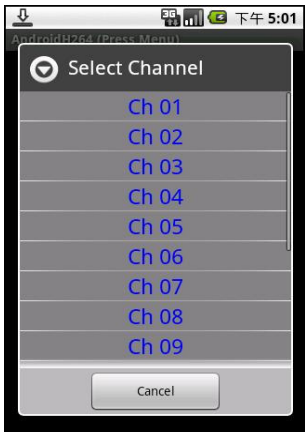 3G 下午 5:01
AndroidH264 (Press Menu)
Select Channel
Ch 01
Ch 02
Ch 03
Ch 04
Ch 05
Ch 06
Ch 07
Ch 08
Ch 09
Cancel